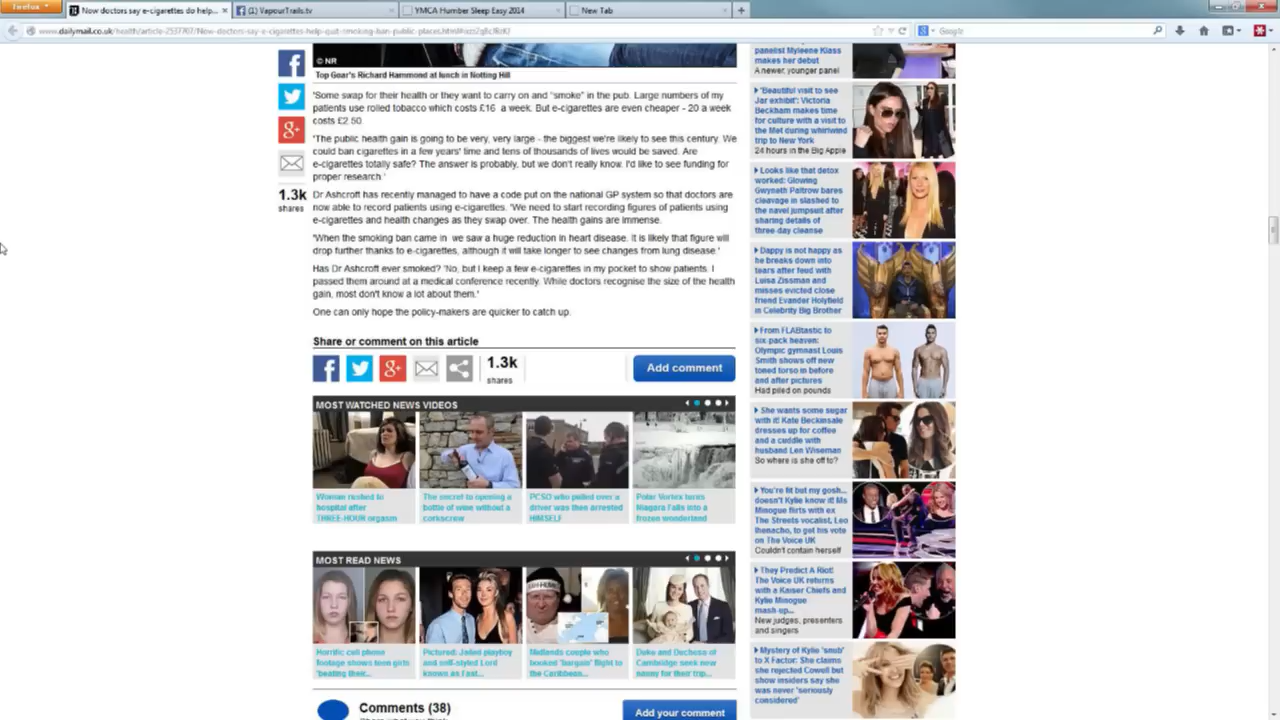 Firefox
Now doctors say e-cigarettes do help...
(1) VapourTrails.tv
YMCA Humber Sleep Easy 2014
New Tab
Google
© NR
Top Gear's Richard Hammond at lunch in Notting Hill
'Some swap for their health or they want to carry on and "smoke" in the pub. Large numbers of my
patients use rolled tobacco which costs £16 a week. But e-cigarettes are even cheaper - 20 a week
costs £2.50
'The public health gain is going to be very, very large - the biggest we're likely to see this century. We
could ban cigarettes in a few years' time and tens of thousands of lives would be saved. Are
e-cigarettes totally safe? The answer is probably, but we don't really know. I'd like to see funding for
proper research.'
Dr Ashcroft has recently managed to have a code put on the national GP system so that doctors are
now able to record patients using e-cigarettes. 'We need to start recording figures of patients using
e-cigarettes and health changes as they swap over. The health gains are immense.
'When the smoking ban came in we saw a huge reduction in heart disease. It is likely that figure will
drop further thanks to e-cigarettes, although it will take longer to see changes from lung disease.'
Has Dr Ashcroft ever smoked? 'No, but I keep a few e-cigarettes in my pocket to show patients. I
passed them around at a medical conference recently. While doctors recognise the size of the health
gain, most don't know a lot about them.'
One can only hope the policy-makers are quicker to catch up.
1.3k
shares
Share or comment on this article
1.3k
shares
Add comment
MOST WATCHED NEWS VIDEOS
Woman rushed to
hospital after
THREE-HOUR orgasm
The secret to opening a
bottle of wine without a
corkscrew
PCSO who pulled over a
driver was then arrested
HIMSELF
Polar Vortex turns
Niagara Falls into a
frozen wonderland
MOST READ NEWS
Horrific cell phone
footage shows teen girls
'beating their...
Pictured: Jailed playboy
and self-styled Lord
known as Fast...
Midlands couple who
booked 'bargain' flight to
the Caribbean...
Duke and Duchess of
Cambridge seek new
nanny for their trip...
Comments (38)
Share what you think
Add your comment
panelist Myleene Klass
makes her debut
A newer, younger panel
'Beautiful visit to see
Jar exhibit': Victoria
Beckham makes time
for culture with a visit to
the Met during whirlwind
trip to New York
24 hours in the Big Apple
Looks like that detox
worked: Glowing
Gwyneth Paltrow bares
cleavage in slashed to
the navel jumpsuit after
sharing details of
three-day cleanse
Dappy is not happy as
he breaks down into
tears after feud with
Luisa Zissman and
misses evicted close
friend Evander Holyfield
in Celebrity Big Brother
From FLABtastic to
six-pack heaven:
Olympic gymnast Louis
Smith shows off new
toned torso in before
and after pictures
Had piled on pounds
She wants some sugar
with it! Kate Beckinsale
dresses up for coffee
and a cuddle with
husband Len Wiseman
So where is she off to?
You're fit but my gosh...
doesn't Kylie know it! Ms
Minogue flirts with ex
The Streets vocalist, Leo
Ihenacho, to get his vote
on The Voice UK
Couldn't contain herself
They Predict A Riot!
The Voice UK returns
with a Kaiser Chiefs and
Kylie Minogue
mash-up...
New judges, presenters
and singers
Mystery of Kylie 'snub'
to X Factor: She claims
she rejected Cowell but
show insiders say she
was never 'seriously
considered'